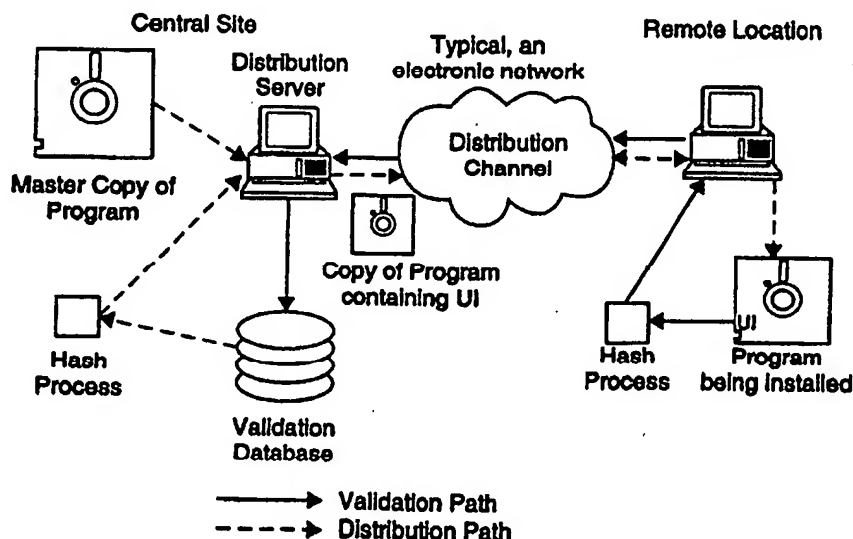 Central Site
Distribution
Server
Typical, an
electronic network
Remote Location
Distribution
Channel
Master Copy of
Program
Copy of Program
containing UI
Hash
Process
Validation
Database
UI
Hash
Process
Program
being installed
Validation Path
Distribution Path